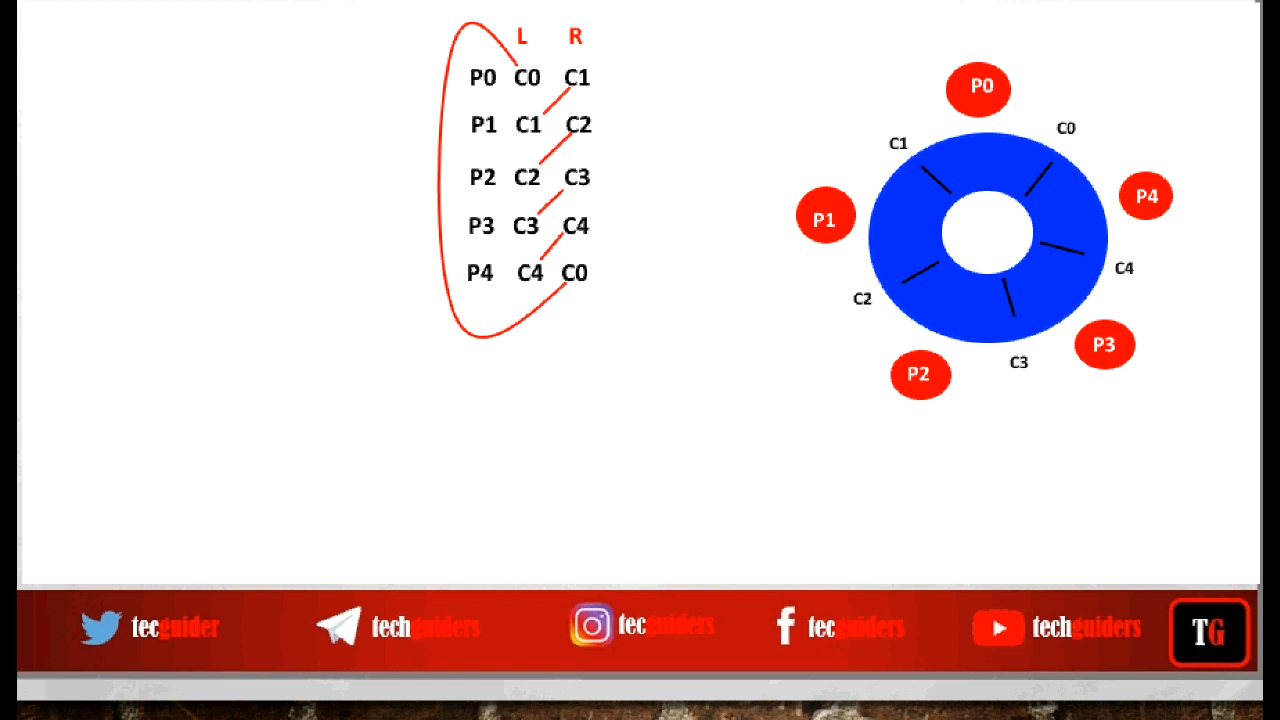 L R
P0 C0 C1
P1 C1 C2
P2 C2 C3
P3 C3 C4
P4 C4 C0
P0
C0
C1
P4
P1
C4
C2
P3
C3
P2
tecguider
techguiders
tecguiders
tecguiders
techguiders
TG